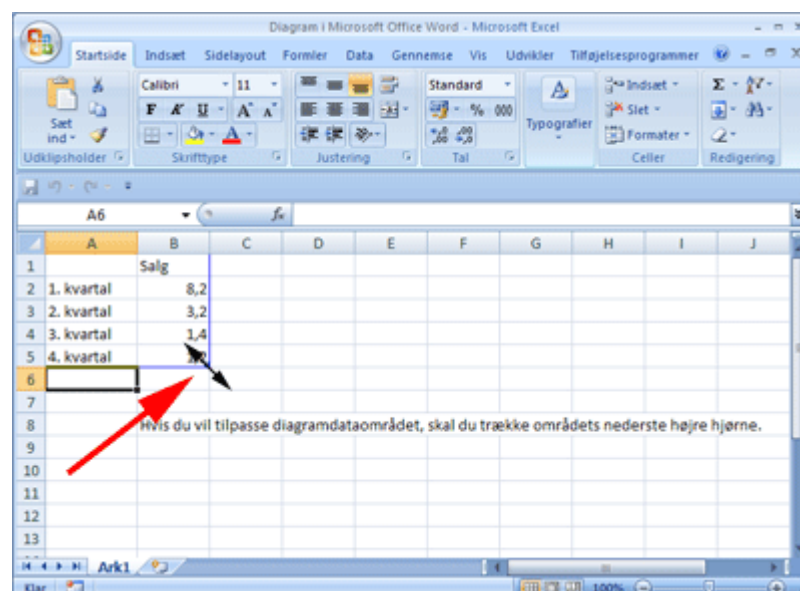 Diagram i Microsoft Office Word - Microsoft Excel
Startside Indsæt Sidelayout Formler Data Gennemse Vis Udvikler Tilføjelsesprogrammer
Calibri 11 Standard Indsæt Σ
F K U A A % 000 Slet
Sæt ind Typografier Formater
Udklipsholder Skrifttype Justering Tal Celler Redigering
A6 fx
A B C D E F G H I J
1 Salg
2 1. kvartal 8,2
3 2. kvartal 3,2
4 3. kvartal 1,4
5 4. kvartal
6
7
8 Hvis du vil tilpasse diagramdataområdet, skal du trække områdets nederste højre hjørne.
9
10
11
12
13
Ark1
Klar 100%